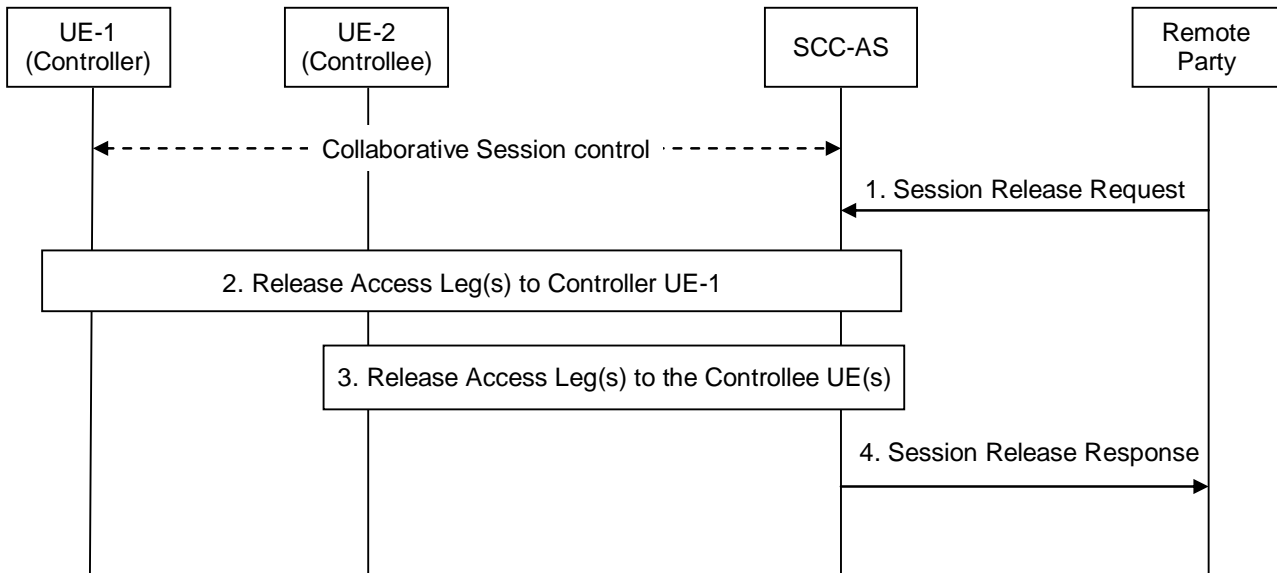 UE-1
(Controller)
UE-2
(Controllee)
SCC-AS
Remote
Party
Collaborative Session control
1. Session Release Request
2. Release Access Leg(s) to Controller UE-1
3. Release Access Leg(s) to the Controllee UE(s)
4. Session Release Response